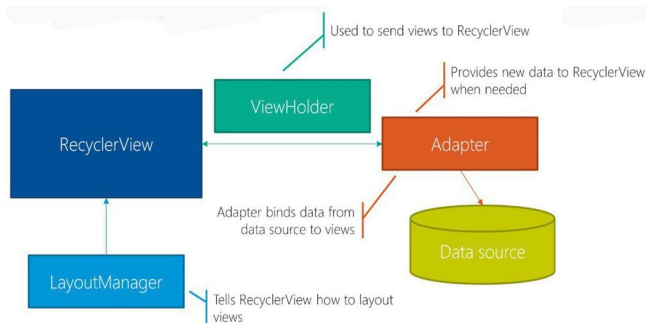 Used to send views to RecyclerView
Provides new data to RecyclerView
when needed
ViewHolder
RecyclerView
Adapter
Adapter binds data from
data source to views
Data source
LayoutManager
Tells RecyclerView how to layout
views